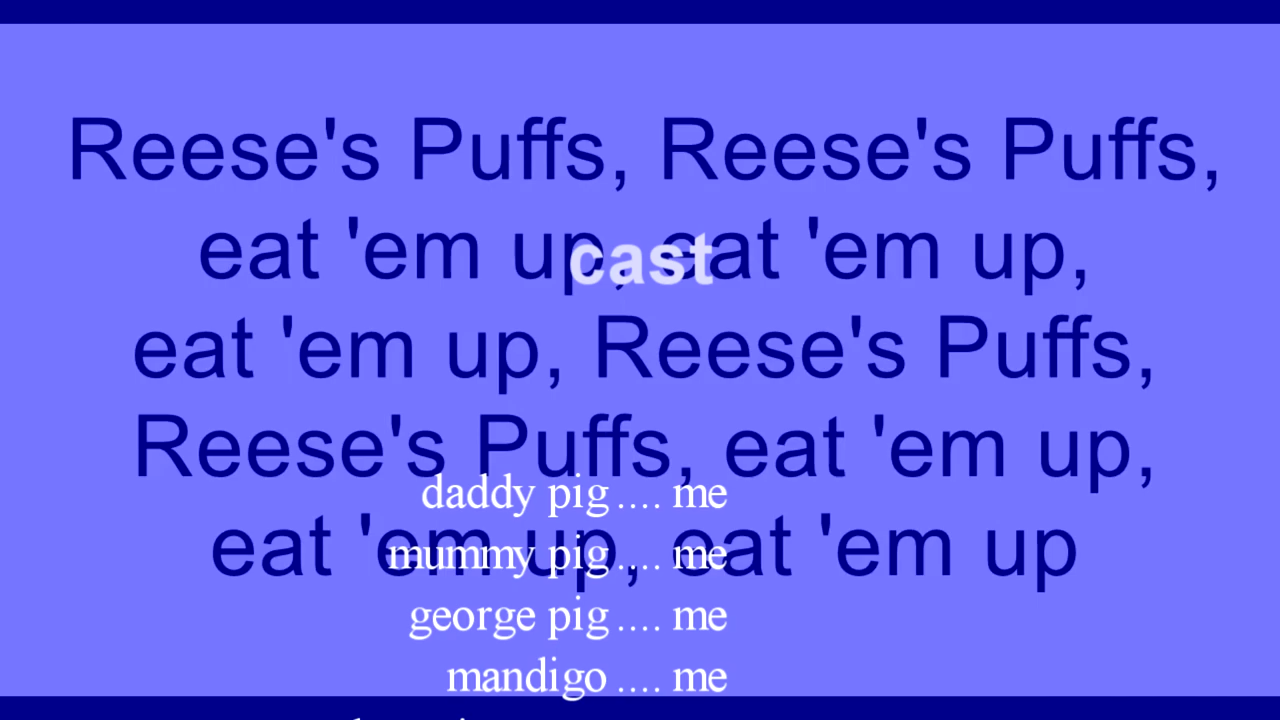 Reese's Puffs, Reese's Puffs,
eat 'em up, eat 'em up,
cast
eat 'em up, Reese's Puffs,
Reese's Puffs, eat 'em up,
daddy pig .... me
eat 'em up, eat 'em up
mummy pig .... me
george pig .... me
mandigo .... me